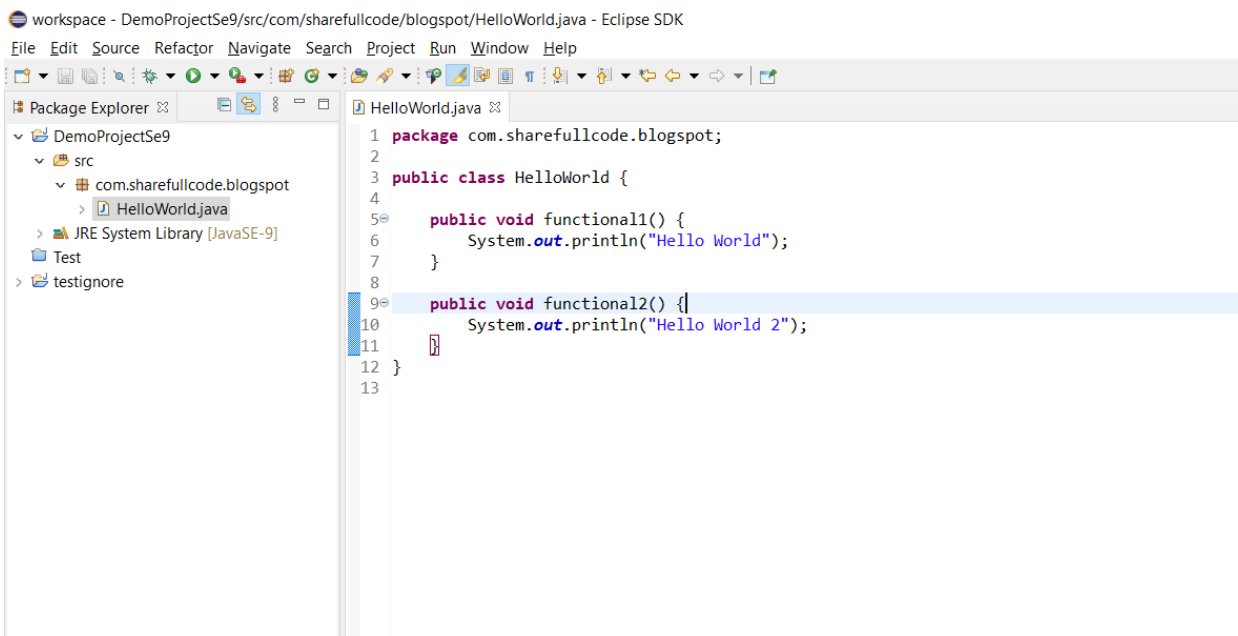 workspace - DemoProjectSe9/src/com/sharefullcode/blogspot/HelloWorld.java - Eclipse SDK
File Edit Source Refactor Navigate Search Project Run Window Help
Package Explorer
DemoProjectSe9
src
com.sharefullcode.blogspot
HelloWorld.java
JRE System Library [JavaSE-9]
Test
testignore
HelloWorld.java
1 package com.sharefullcode.blogspot;
2
3 public class HelloWorld {
4
5 public void functional1() {
6 System.out.println("Hello World");
7 }
8
9 public void functional2() {
10 System.out.println("Hello World 2");
11 }
12 }
13